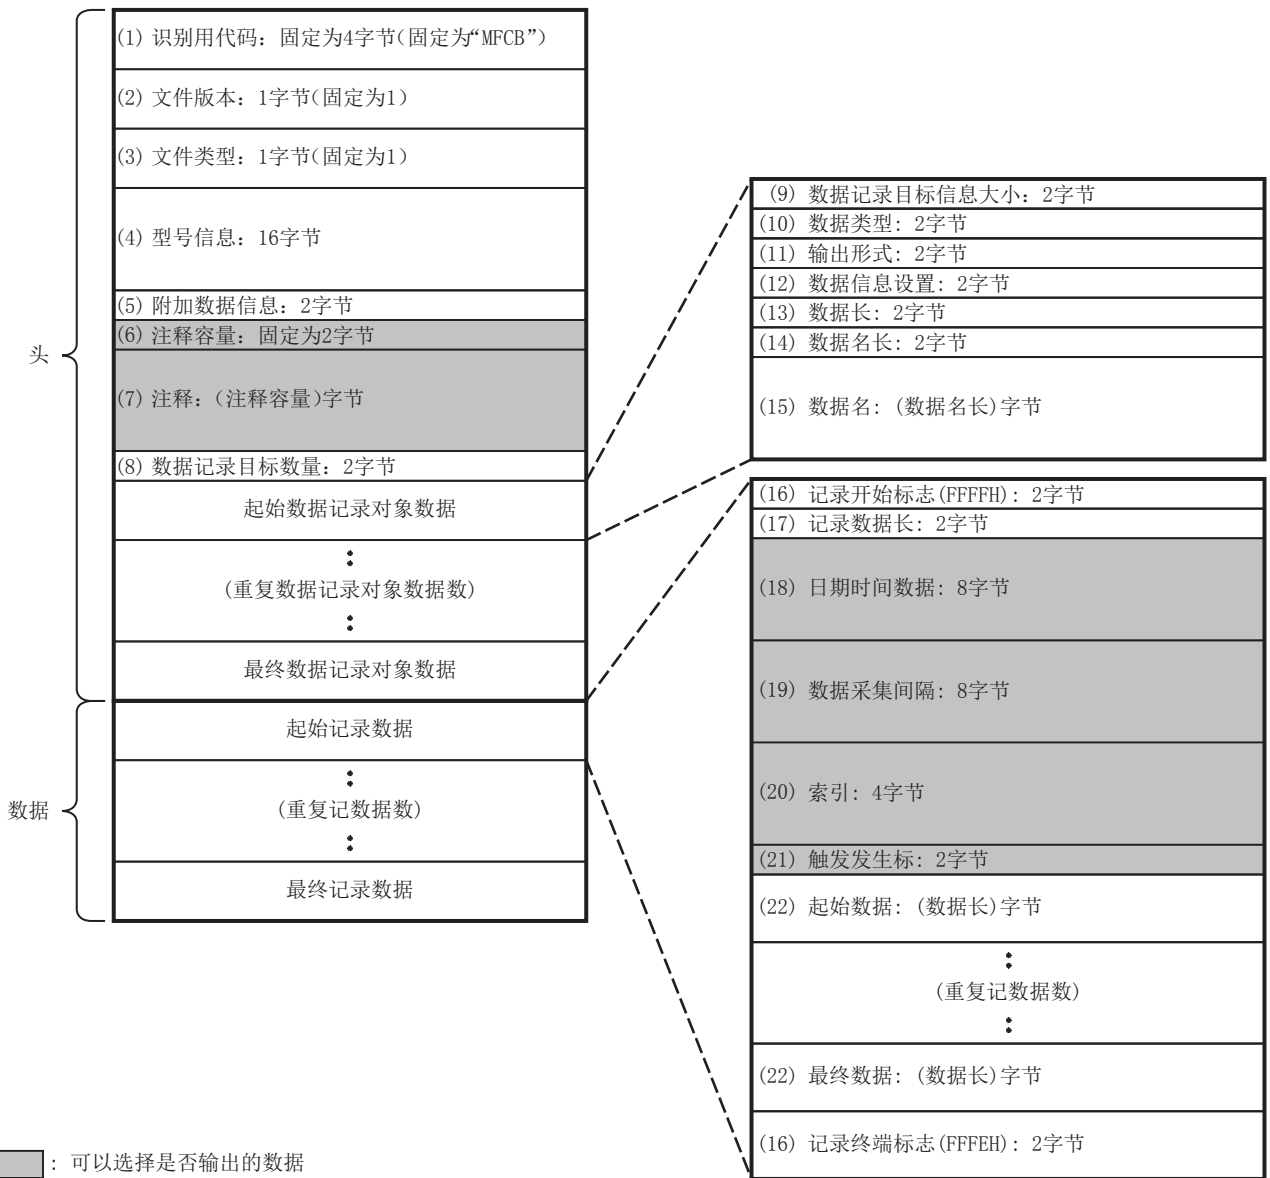 头
(1) 识别用代码：固定为4字节(固定为“MFCB”)
(2) 文件版本：1字节(固定为1)
(3) 文件类型：1字节(固定为1)
(4) 型号信息：16字节
(5) 附加数据信息：2字节
(6) 注释容量：固定为2字节
(7) 注释：(注释容量)字节
(8) 数据记录目标数量：2字节
起始数据记录对象数据
(重复数据记录对象数据数)
最终数据记录对象数据
数据
起始记录数据
(重复记数据数)
最终记录数据
(9) 数据记录目标信息大小：2字节
(10) 数据类型：2字节
(11) 输出形式：2字节
(12) 数据信息设置：2字节
(13) 数据长：2字节
(14) 数据名长：2字节
(15) 数据名：(数据名长)字节
(16) 记录开始标志(FFFFH)：2字节
(17) 记录数据长：2字节
(18) 日期时间数据：8字节
(19) 数据采集间隔：8字节
(20) 索引：4字节
(21) 触发发生标：2字节
(22) 起始数据：(数据长)字节
(重复记数据数)
(22) 最终数据：(数据长)字节
(16) 记录终端标志(FFFEH)：2字节
：可以选择是否输出的数据